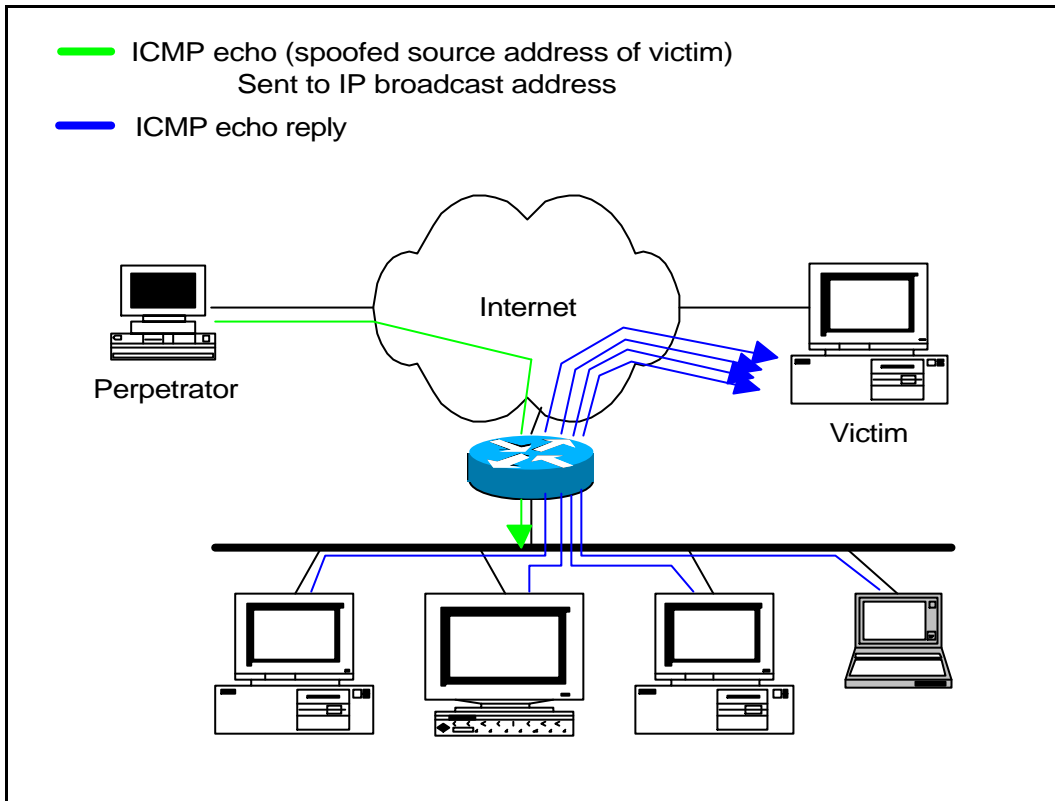 ICMP echo (spoofed source address of victim)
Sent to IP broadcast address
ICMP echo reply
Internet
Perpetrator
Victim